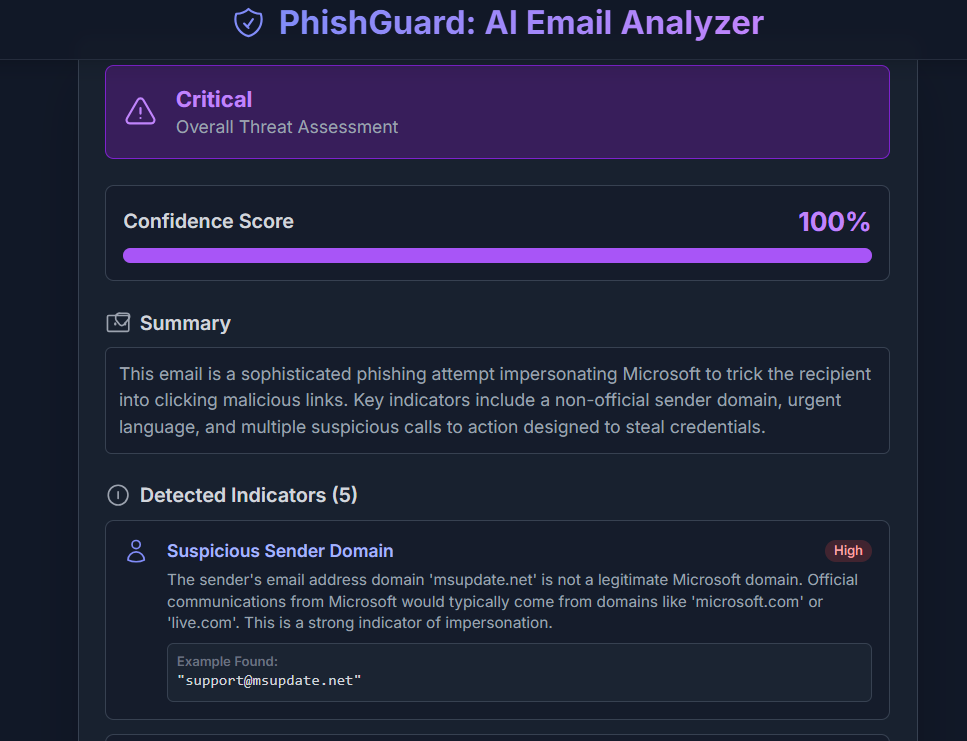 PhishGuard: AI Email Analyzer
Critical
Overall Threat Assessment
Confidence Score
100%
Summary
This email is a sophisticated phishing attempt impersonating Microsoft to trick the recipient
into clicking malicious links. Key indicators include a non-official sender domain, urgent
language, and multiple suspicious calls to action designed to steal credentials.
Detected Indicators (5)
Suspicious Sender Domain
High
The sender's email address domain 'msupdate.net' is not a legitimate Microsoft domain. Official
communications from Microsoft would typically come from domains like 'microsoft.com' or
'live.com'. This is a strong indicator of impersonation.
Example Found:
"support@msupdate.net"